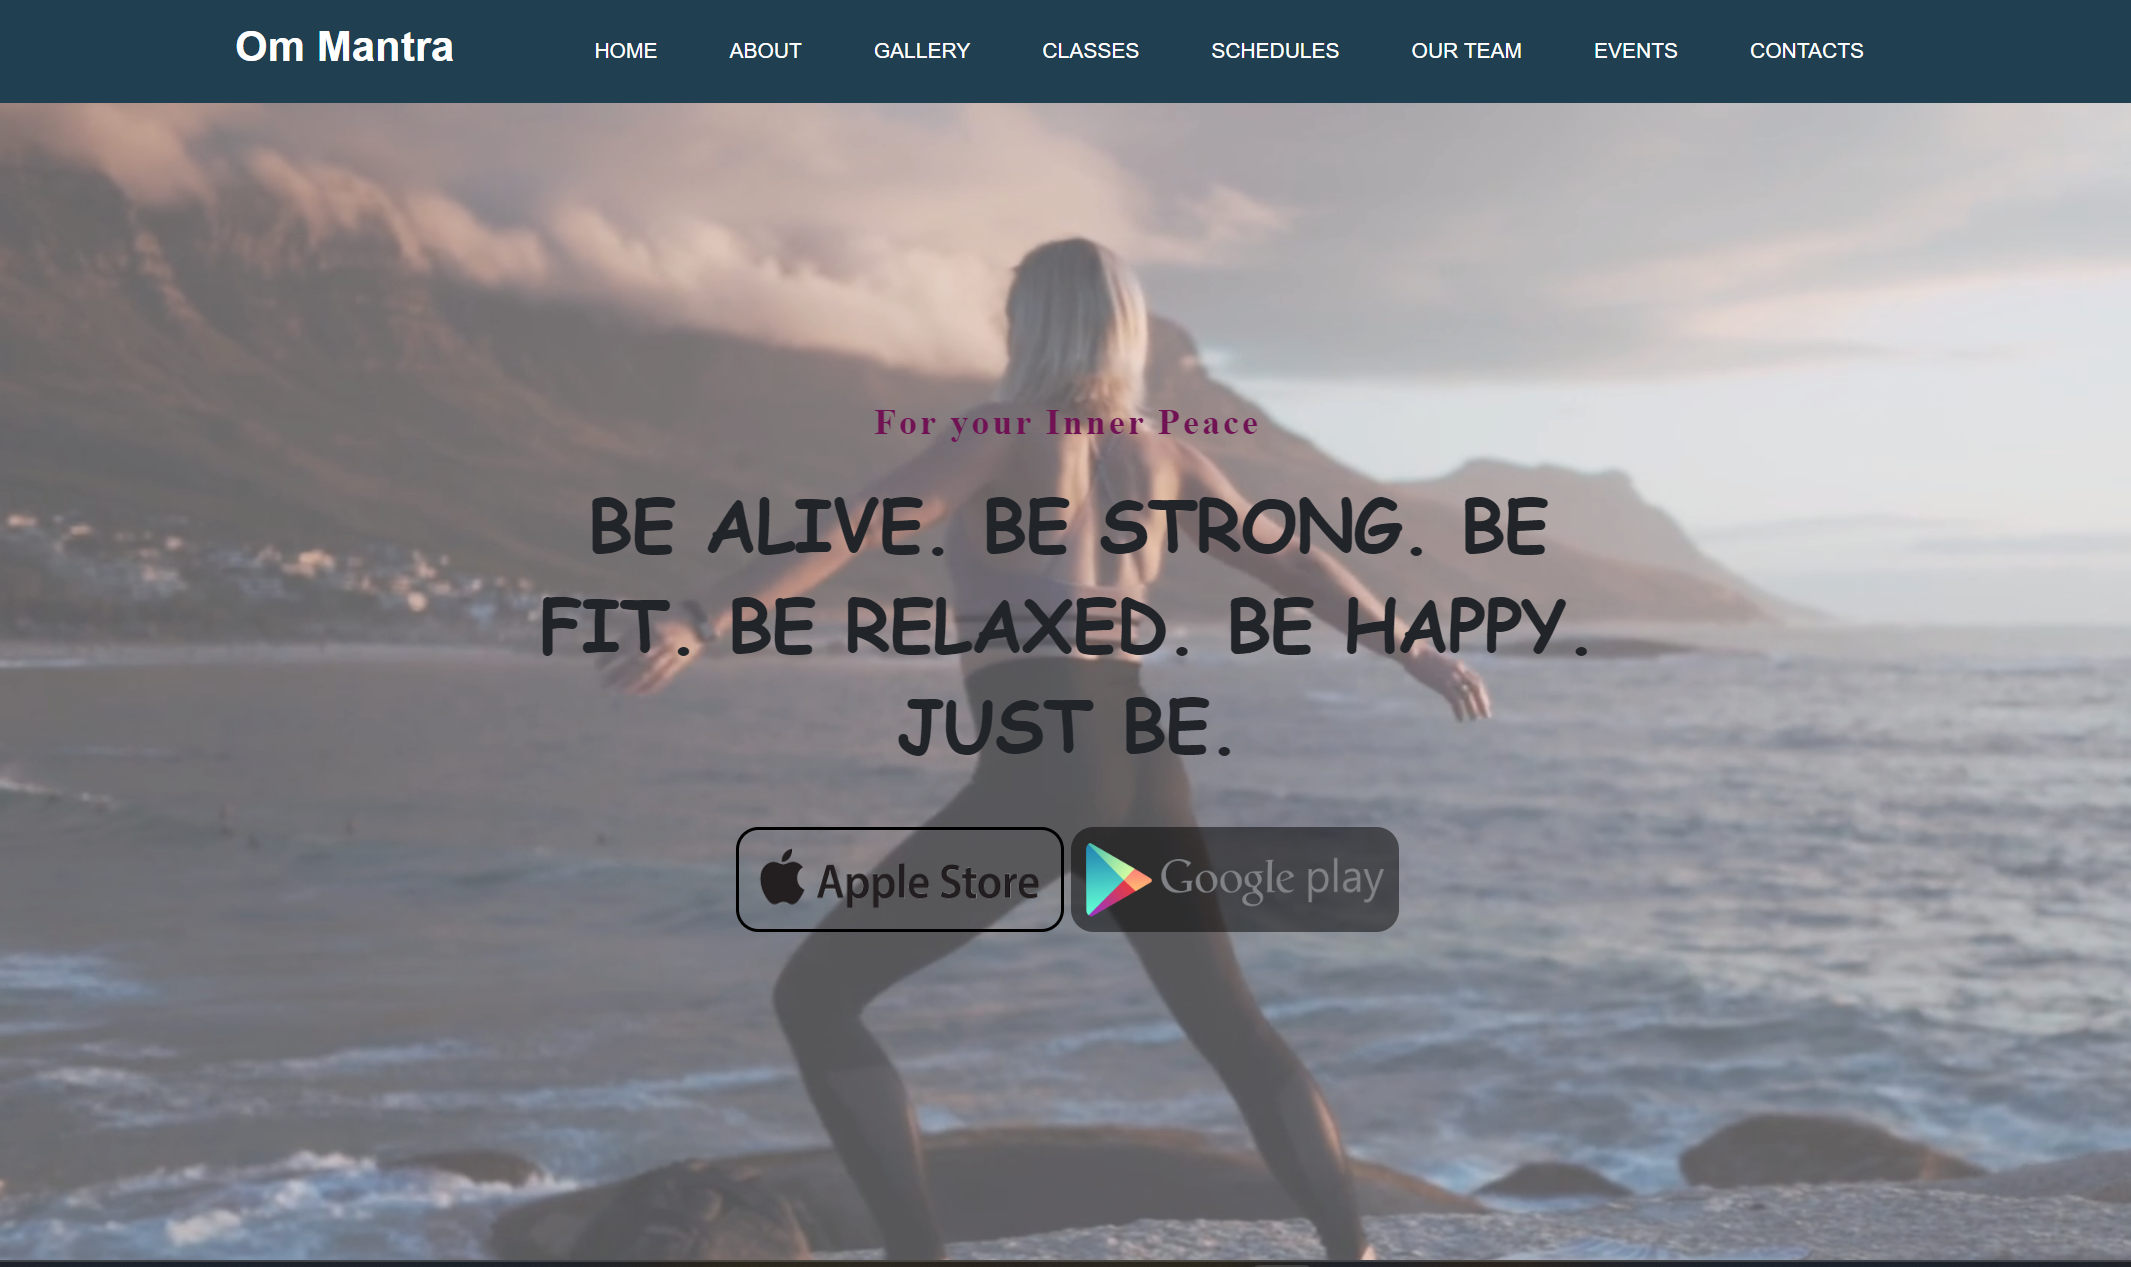 Om Mantra
HOME ABOUT GALLERY CLASSES SCHEDULES OUR TEAM EVENTS CONTACTS
For your Inner Peace
BE ALIVE. BE STRONG. BE
FIT. BE RELAXED. BE HAPPY.
JUST BE.
Apple Store
Google play